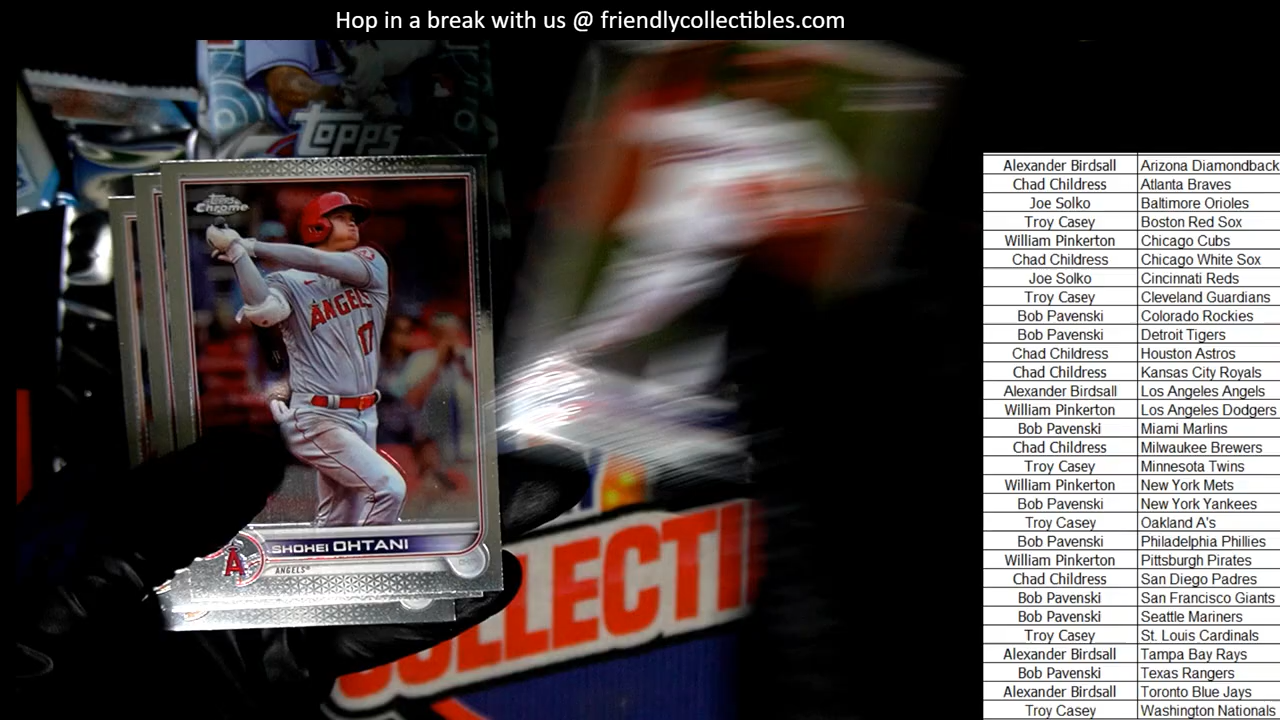 Hop in a break with us @ friendlycollectibles.com
Topps
Topps
Chrome
ANGELS
17
SHOHEI OHTANI
ANGELS
COLLECTI
Alexander Birdsall Arizona Diamondback
Chad Childress Atlanta Braves
Joe Solko Baltimore Orioles
Troy Casey Boston Red Sox
William Pinkerton Chicago Cubs
Chad Childress Chicago White Sox
Joe Solko Cincinnati Reds
Troy Casey Cleveland Guardians
Bob Pavenski Colorado Rockies
Bob Pavenski Detroit Tigers
Chad Childress Houston Astros
Chad Childress Kansas City Royals
Alexander Birdsall Los Angeles Angels
William Pinkerton Los Angeles Dodgers
Bob Pavenski Miami Marlins
Chad Childress Milwaukee Brewers
Troy Casey Minnesota Twins
William Pinkerton New York Mets
Bob Pavenski New York Yankees
Troy Casey Oakland A's
Bob Pavenski Philadelphia Phillies
William Pinkerton Pittsburgh Pirates
Chad Childress San Diego Padres
Bob Pavenski San Francisco Giants
Bob Pavenski Seattle Mariners
Troy Casey St. Louis Cardinals
Alexander Birdsall Tampa Bay Rays
Bob Pavenski Texas Rangers
Alexander Birdsall Toronto Blue Jays
Troy Casey Washington Nationals